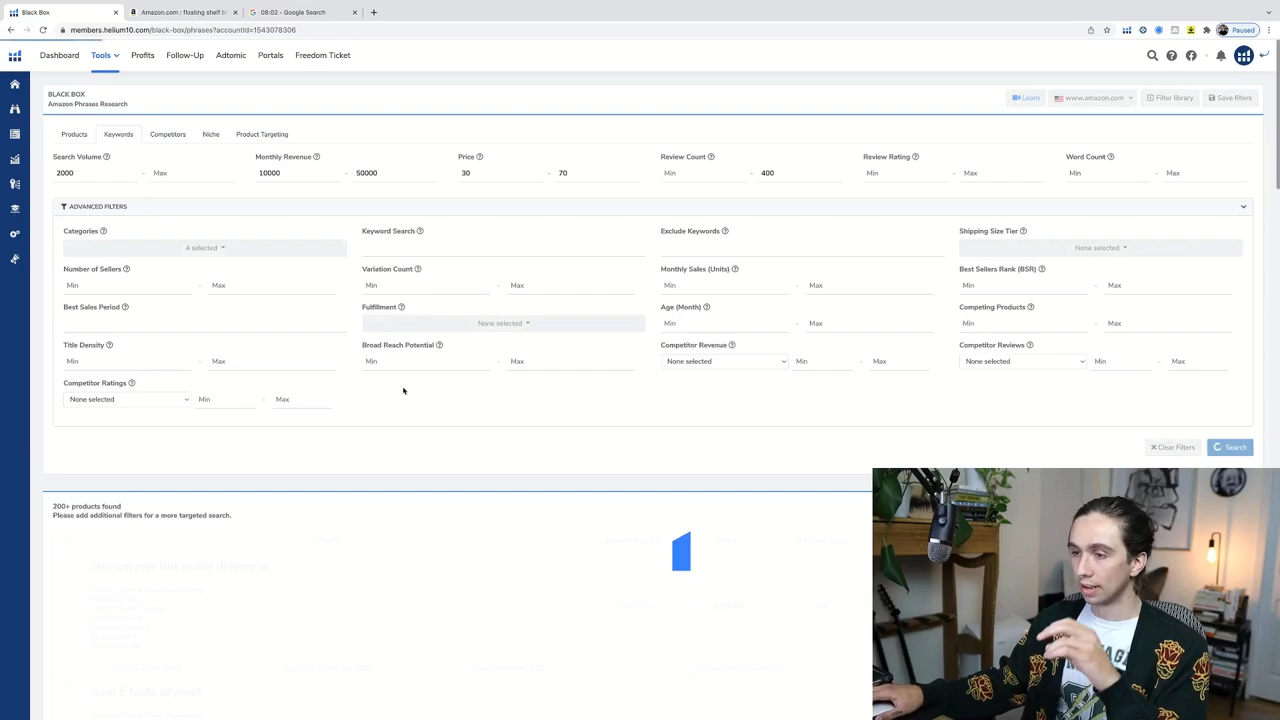 Black Box
Amazon.com : floating shelf b
08:02 - Google Search
members.helium10.com/black-box/phrases?accountId=1543078306
Paused
Dashboard
Tools
Profits
Follow-Up
Adtomic
Portals
Freedom Ticket
BLACK BOX
Amazon Phrases Research
Learn
www.amazon.com
Filter library
Save filters
Products
Keywords
Competitors
Niche
Product Targeting
Search Volume
Monthly Revenue
Price
Review Count
Review Rating
Word Count
2000 - Max
10000 - 50000
30 - 70
Min - 400
Min - Max
Min - Max
ADVANCED FILTERS
Categories
Keyword Search
Exclude Keywords
Shipping Size Tier
4 selected
None selected
Number of Sellers
Variation Count
Monthly Sales (Units)
Best Sellers Rank (BSR)
Min - Max
Min - Max
Min - Max
Min - Max
Best Sales Period
Fulfillment
Age (Month)
Competing Products
None selected
Min - Max
Min - Max
Title Density
Broad Reach Potential
Competitor Revenue
Competitor Reviews
Min - Max
Min - Max
None selected
Min - Max
None selected
Min - Max
Competitor Ratings
None selected
Min - Max
Clear Filters
Search
200+ products found
Please add additional filters for a more targeted search.
level 5 tools drywall